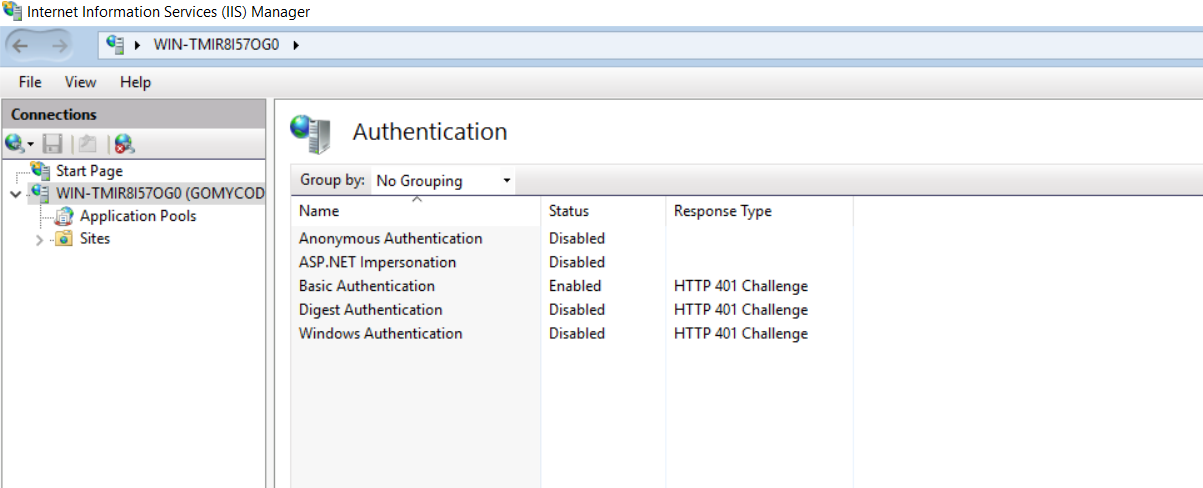 Internet Information Services (IIS) Manager
WIN-TMIR8I57OG0
File View Help
Connections
Start Page
WIN-TMIR8I57OG0 (GOMYCOD
Application Pools
Sites
Authentication
Group by: No Grouping
Name Status Response Type
Anonymous Authentication Disabled
ASP.NET Impersonation Disabled
Basic Authentication Enabled HTTP 401 Challenge
Digest Authentication Disabled HTTP 401 Challenge
Windows Authentication Disabled HTTP 401 Challenge